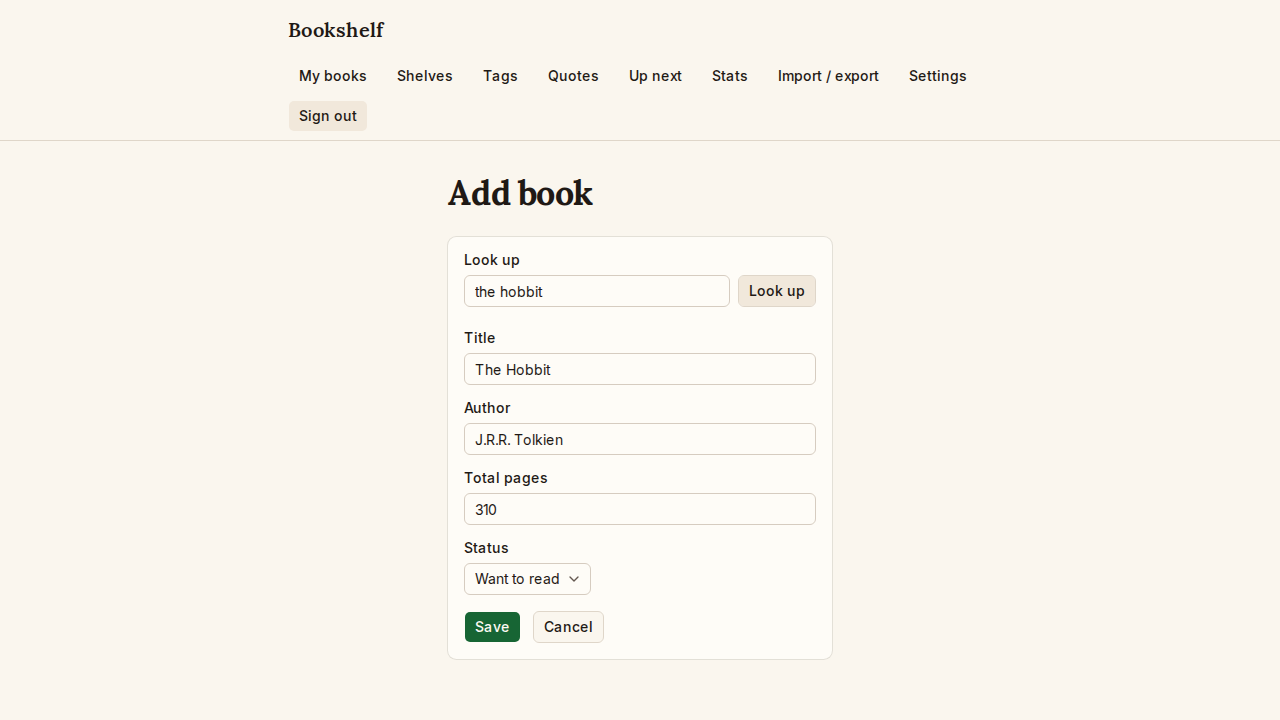 Bookshelf
My books Shelves Tags Quotes Up next Stats Import / export Settings
Sign out
Add book
Look up
the hobbit Look up
Title
The Hobbit
Author
J.R.R. Tolkien
Total pages
310
Status
Want to read
Save Cancel